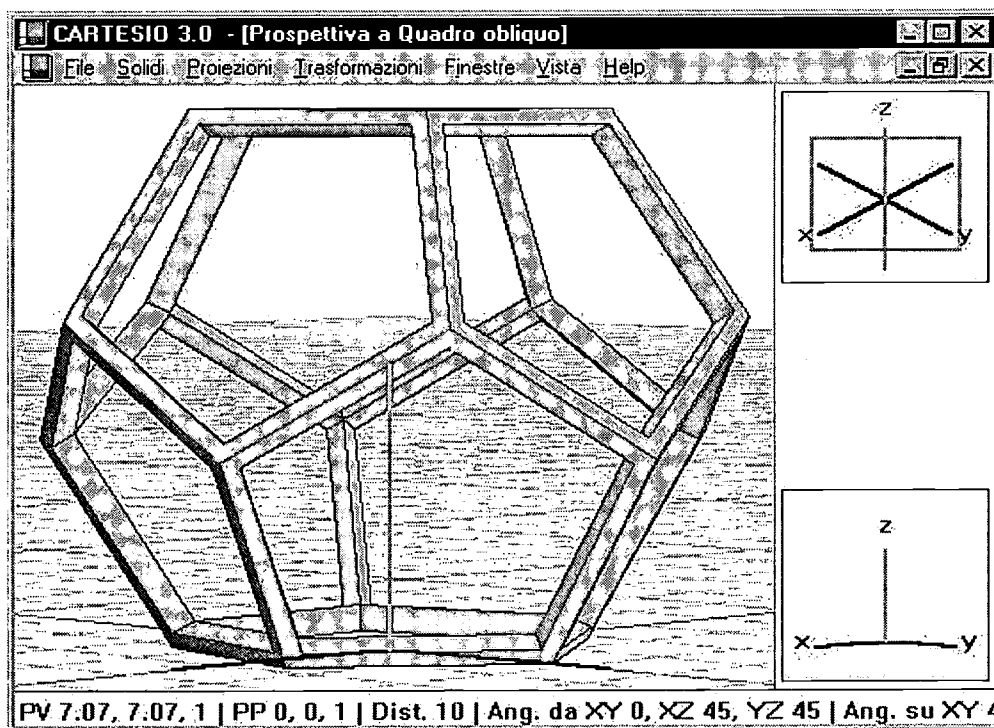 CARTESIO 3.0 - [Prospettiva a Quadro obliquo]
File Solidi Proiezioni Trasformazioni Finestre Vista Help
z
x y
z
x y
PV 7.07, 7.07, 1 | PP 0, 0, 1 | Dist. 10 | Ang. da XY 0, XZ 45, YZ 45 | Ang. su XY